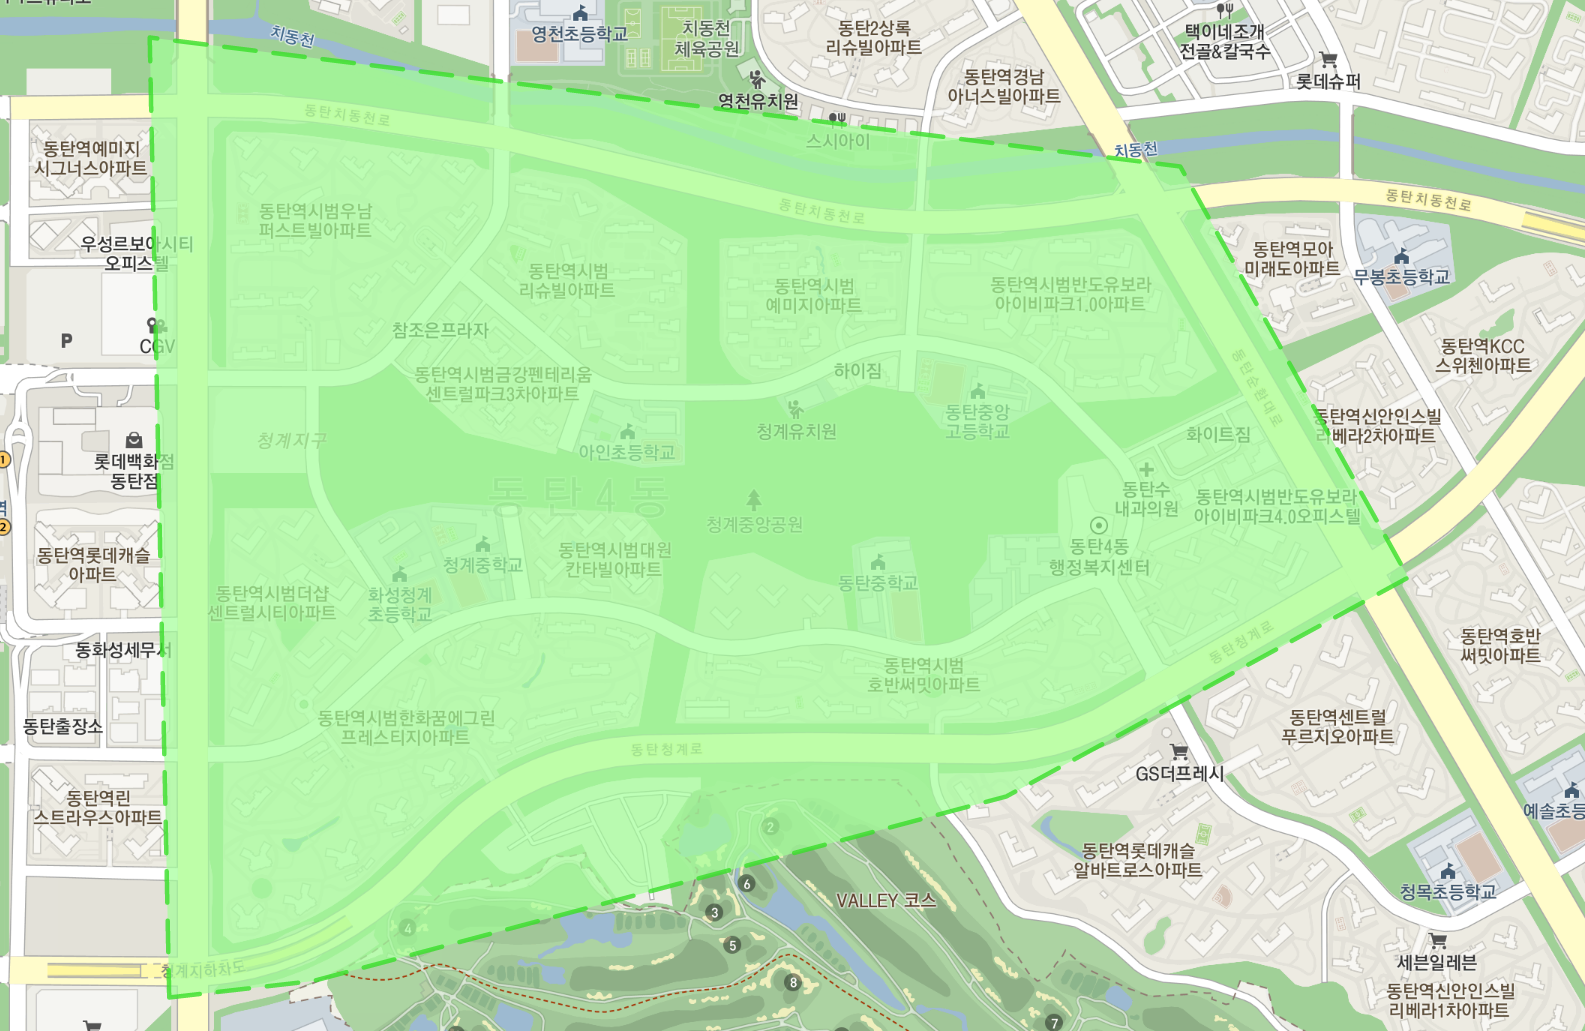 치동천
영천초등학교
치동천
체육공원
동탄2상록
리슈빌아파트
택이네조개
전골&칼국수
롯데슈퍼
영천유치원
동탄역경남
아너스빌아파트
스시아이
동탄치동천로
치동천
동탄역예미지
시그너스아파트
동탄역시범우남
퍼스트빌아파트
동탄치동천로
동탄치동천로
우성르보아시티
오피스텔
동탄역시범
리슈빌아파트
동탄역시범
예미지아파트
동탄역시범반도유보라
아이비파크1.0아파트
동탄역모아
미래도아파트
무봉초등학교
P
CGV
참조은프라자
동탄역시범금강펜테리움
센트럴파크3차아파트
하이짐
동탄순환대로
동탄역KCC
스위첸아파트
청계지구
아인초등학교
청계유치원
동탄중앙
고등학교
화이트짐
동탄역신안인스빌
리베라2차아파트
1
롯데백화점
동탄점
역
2
동탄4동
청계중앙공원
동탄수
내과의원
동탄역시범반도유보라
아이비파크4.0오피스텔
동탄역롯데캐슬
아파트
청계중학교
동탄역시범대원
칸타빌아파트
동탄중학교
동탄4동
행정복지센터
동탄역시범더샵
센트럴시티아파트
화성청계
초등학교
동화성세무서
동탄역시범
호반써밋아파트
동탄청계로
동탄역호반
써밋아파트
동탄출장소
동탄역시범한화꿈에그린
프레스티지아파트
동탄청계로
동탄역센트럴
푸르지오아파트
GS더프레시
동탄역린
스트라우스아파트
2
예솔초등
동탄역롯데캐슬
알바트로스아파트
6
VALLEY 코스
3
4
5
청목초등학교
청계지하차도
8
세븐일레븐
동탄역신안인스빌
리베라1차아파트
7